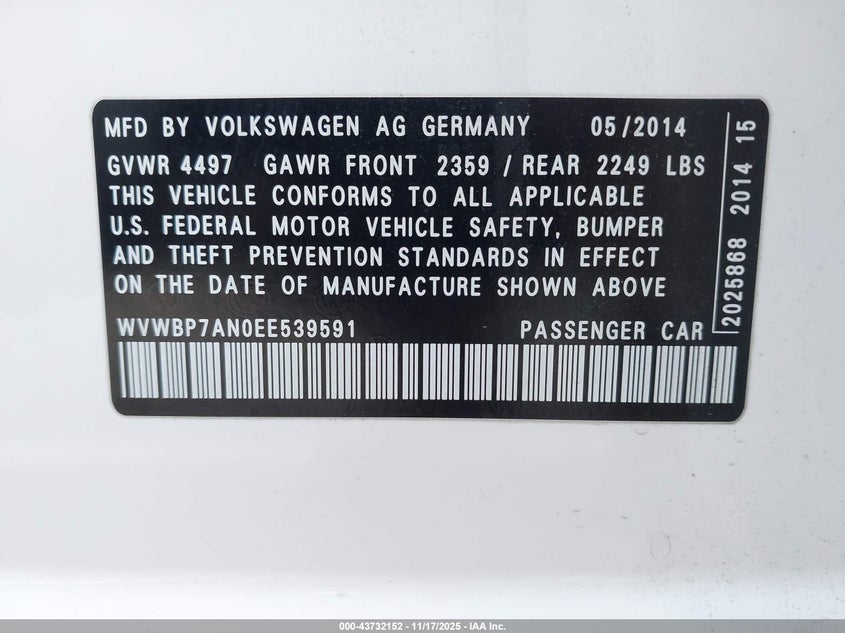 MFD BY VOLKSWAGEN AG GERMANY 05/2014
GVWR 4497 GAWR FRONT 2359 / REAR 2249 LBS
THIS VEHICLE CONFORMS TO ALL APPLICABLE
U.S. FEDERAL MOTOR VEHICLE SAFETY, BUMPER
AND THEFT PREVENTION STANDARDS IN EFFECT
ON THE DATE OF MANUFACTURE SHOWN ABOVE
WVWBP7AN0EE539591 PASSENGER CAR
2025868 2014 15
000-43732152 - 11/17/2025 - IAA Inc.